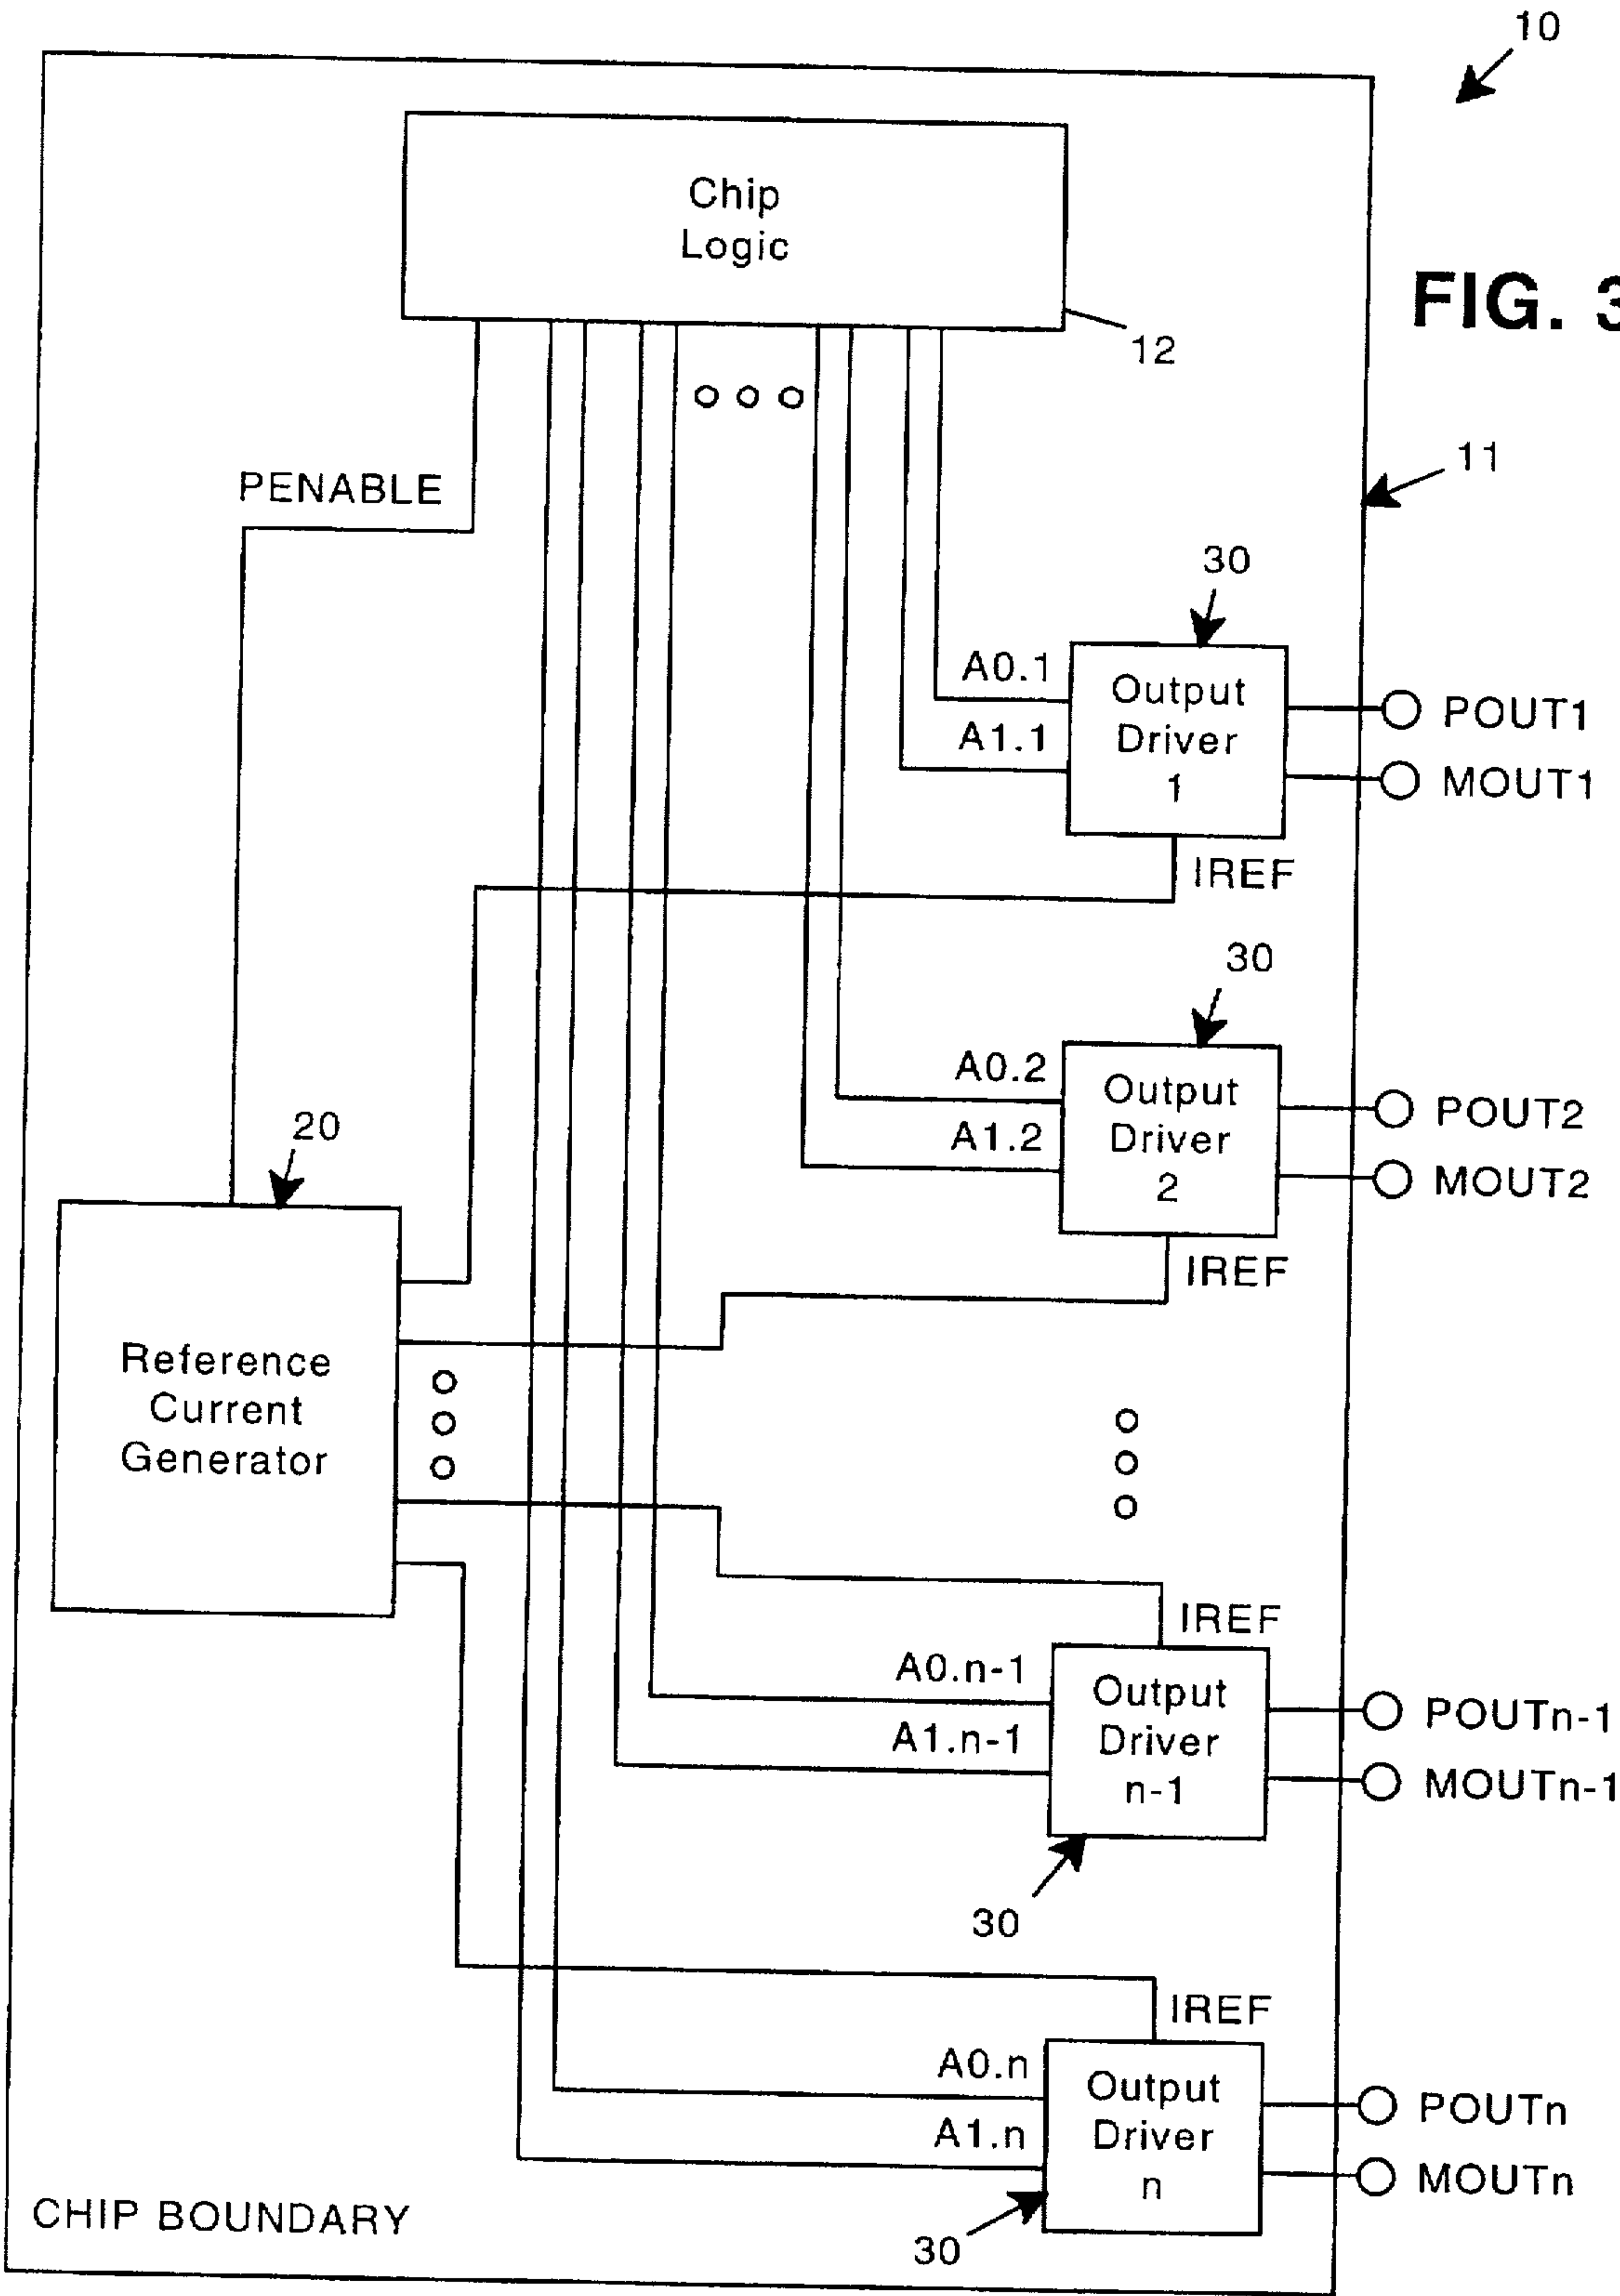 10
Chip
Logic
FIG. 3
12
11
PENABLE
30
A0.1
Output
Driver
1
POUT1
A1.1
MOUT1
IREF
30
A0.2
Output
Driver
2
POUT2
A1.2
MOUT2
IREF
20
Reference
Current
Generator
IREF
A0.n-1
Output
Driver
n-1
POUTn-1
A1.n-1
MOUTn-1
30
IREF
A0.n
Output
Driver
n
POUTn
A1.n
MOUTn
30
CHIP BOUNDARY